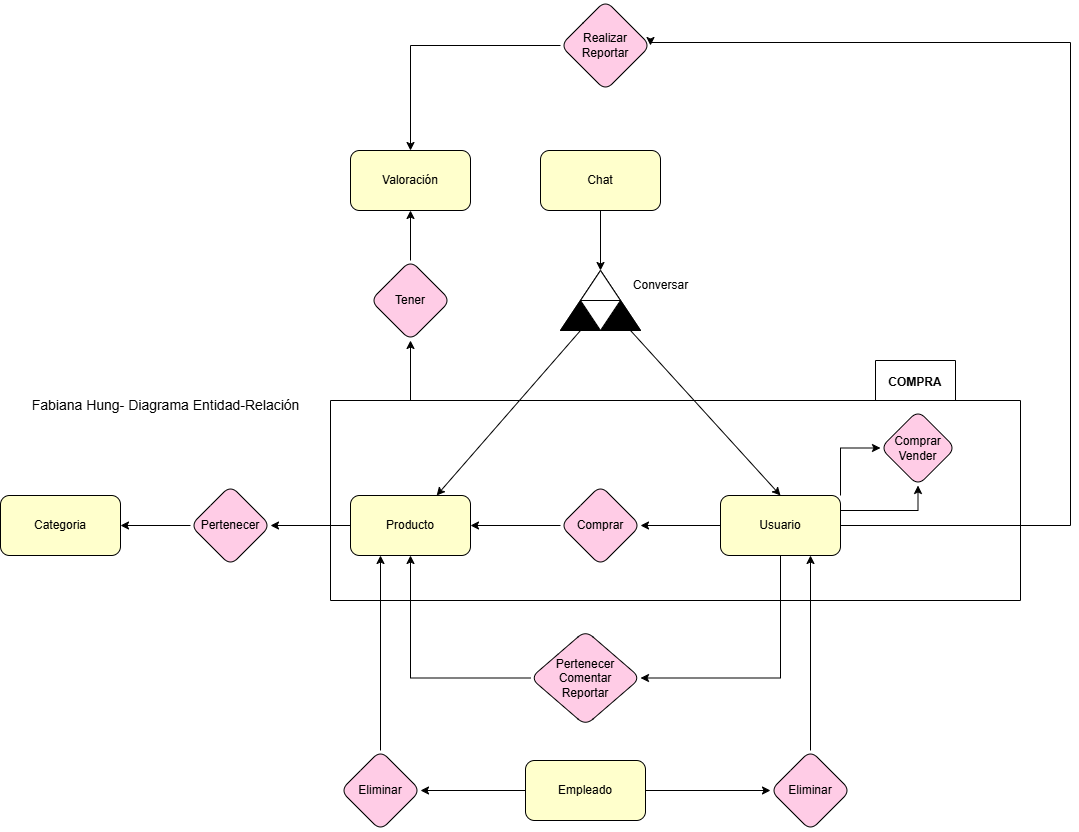 Realizar
Reportar
Valoración
Chat
Conversar
Tener
COMPRA
Fabiana Hung- Diagrama Entidad-Relación
Comprar
Vender
Categoria
Pertenecer
Producto
Comprar
Usuario
Pertenecer
Comentar
Reportar
Eliminar
Empleado
Eliminar